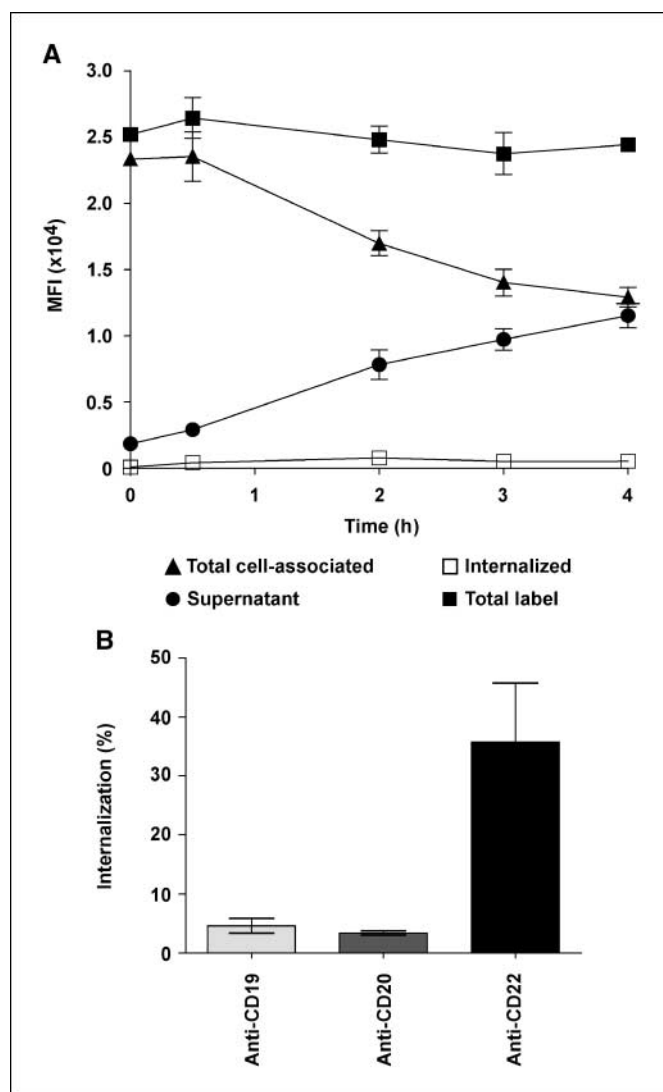 A
3.0
2.5
2.0
1.5
1.0
0.5
0
MFI (x10⁴)
0 1 2 3 4
Time (h)
Total cell-associated Internalized
Supernatant Total label
B
50
40
30
20
10
0
Internalization (%)
Anti-CD19
Anti-CD20
Anti-CD22